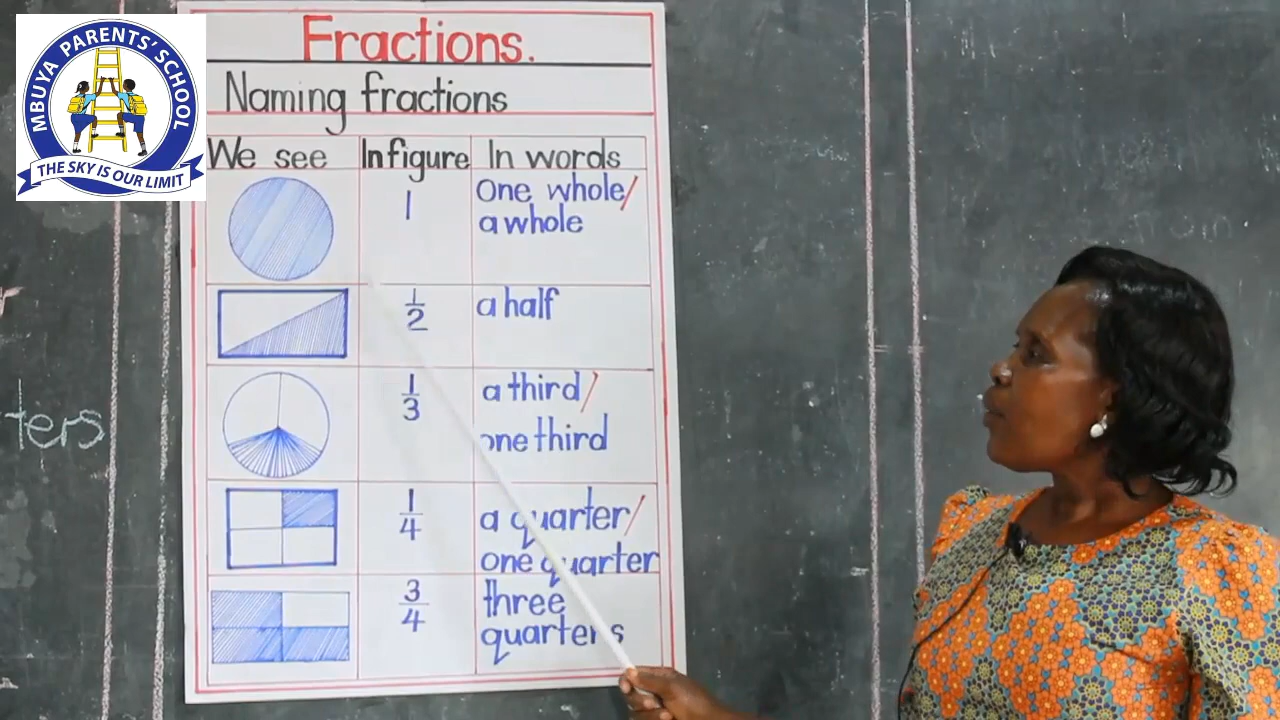 MBUYA PARENTS' SCHOOL
THE SKY IS OUR LIMIT
Fractions.
Naming fractions
We see In figure In words
1 One whole/
a whole
1/2 a half
1/3 a third/
one third
1/4 a quarter/
one quarter
3/4 three
quarters
ters